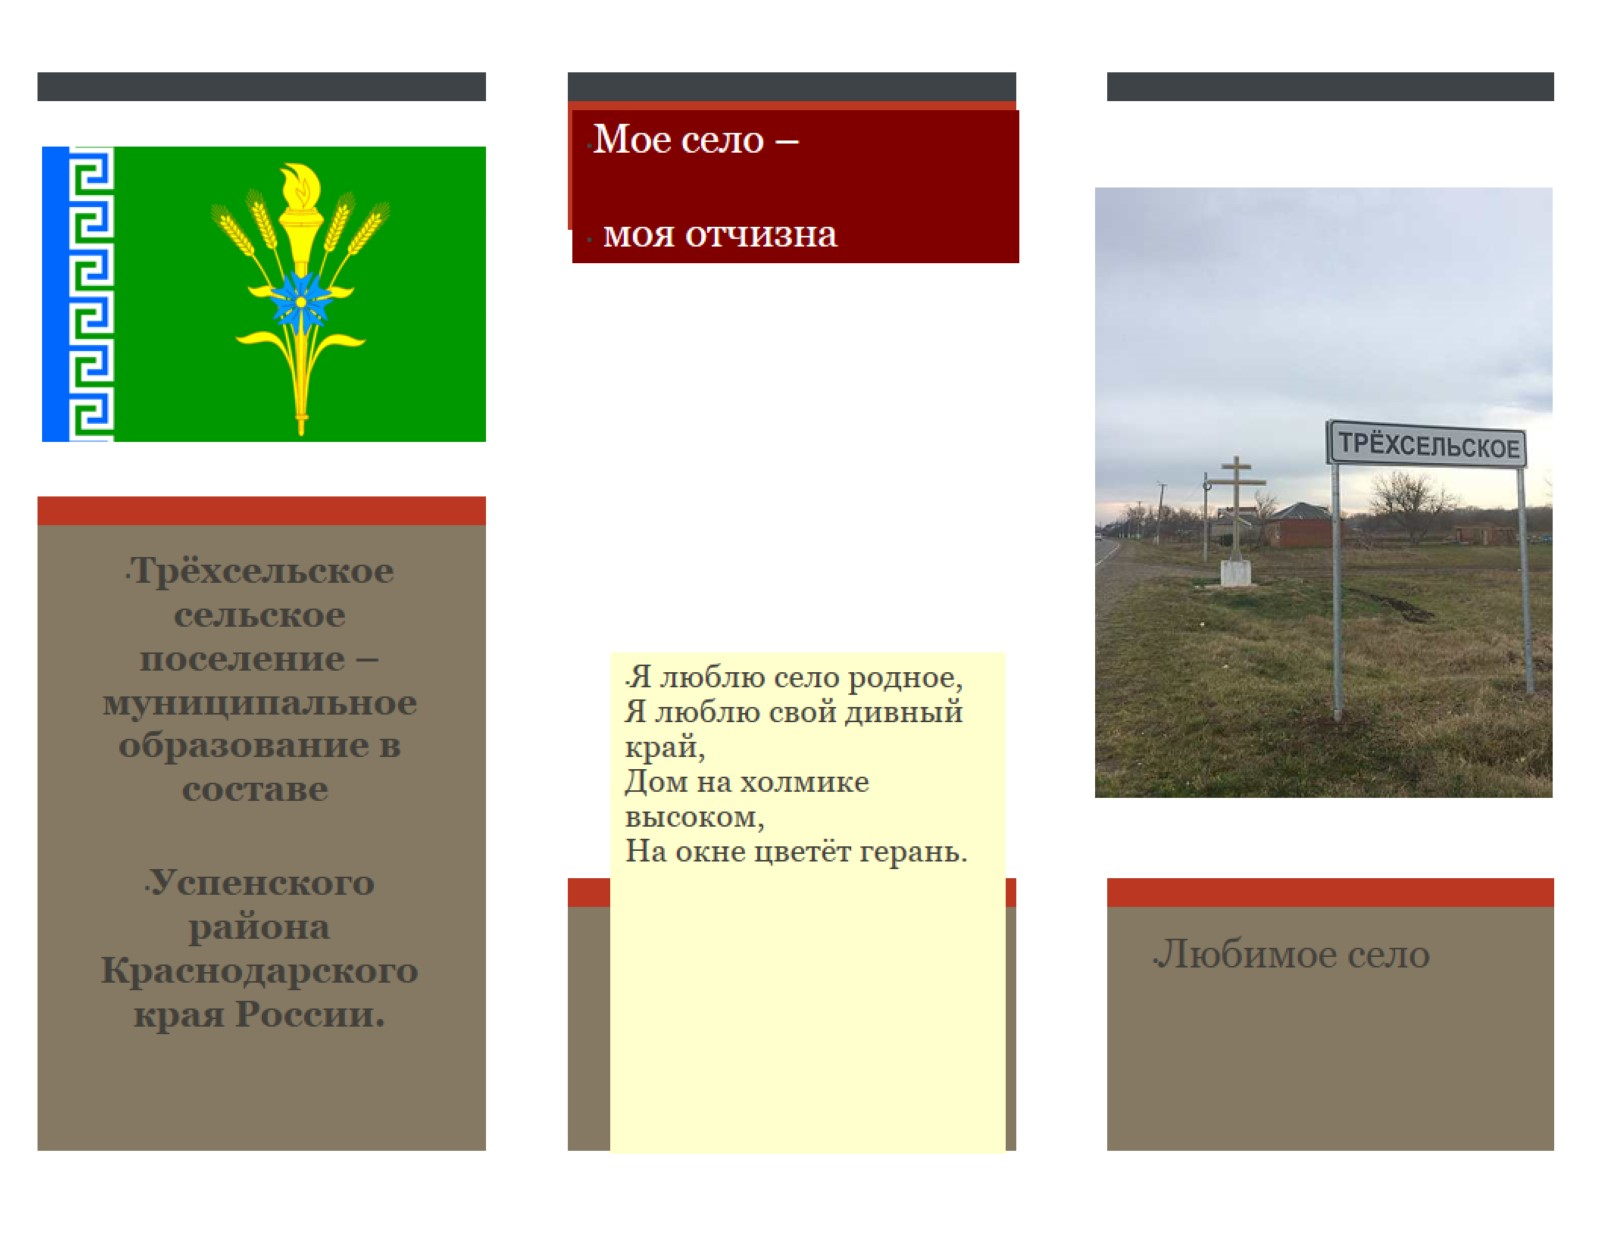 Трёхсельское
сельское
поселение –
муниципальное
образование в
составе
Успенского
района
Краснодарского
края России.
Мое село –
моя отчизна
Я люблю село родное,
Я люблю свой дивный
край,
Дом на холмике
высоком,
На окне цветёт герань.
ТРЁХСЕЛЬСКОЕ
Любимое село